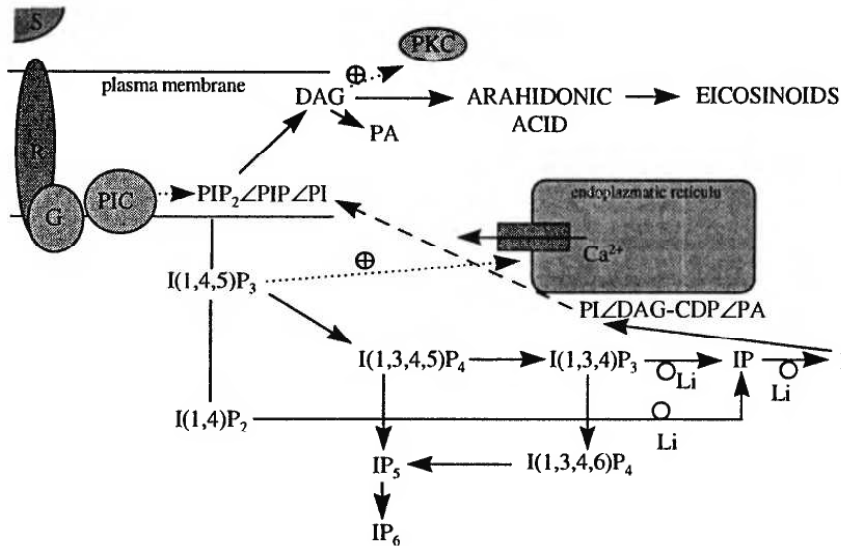 S
PKC
plasma membrane
DAG
ARAHIDONIC
ACID
EICOSINOIDS
PA
R
G
PIC
PIP₂∠PIP∠PI
endoplazmatic reticulu
Ca²⁺
I(1,4,5)P₃
PI∠DAG-CDP∠PA
I(1,3,4,5)P₄
I(1,3,4)P₃
Li
IP
Li
I(1,4)P₂
Li
IP₅
I(1,3,4,6)P₄
IP₆